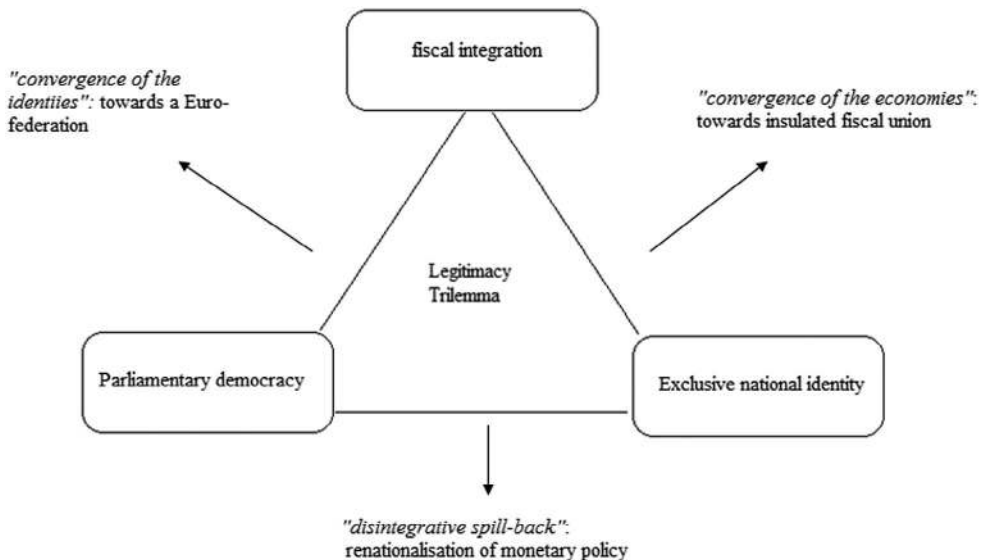 fiscal integration
"convergence of the
identiies": towards a Euro-
federation
"convergence of the economies":
towards insulated fiscal union
Legitimacy
Trilemma
Parliamentary democracy
Exclusive national identity
"disintegrative spill-back":
renationalisation of monetary policy